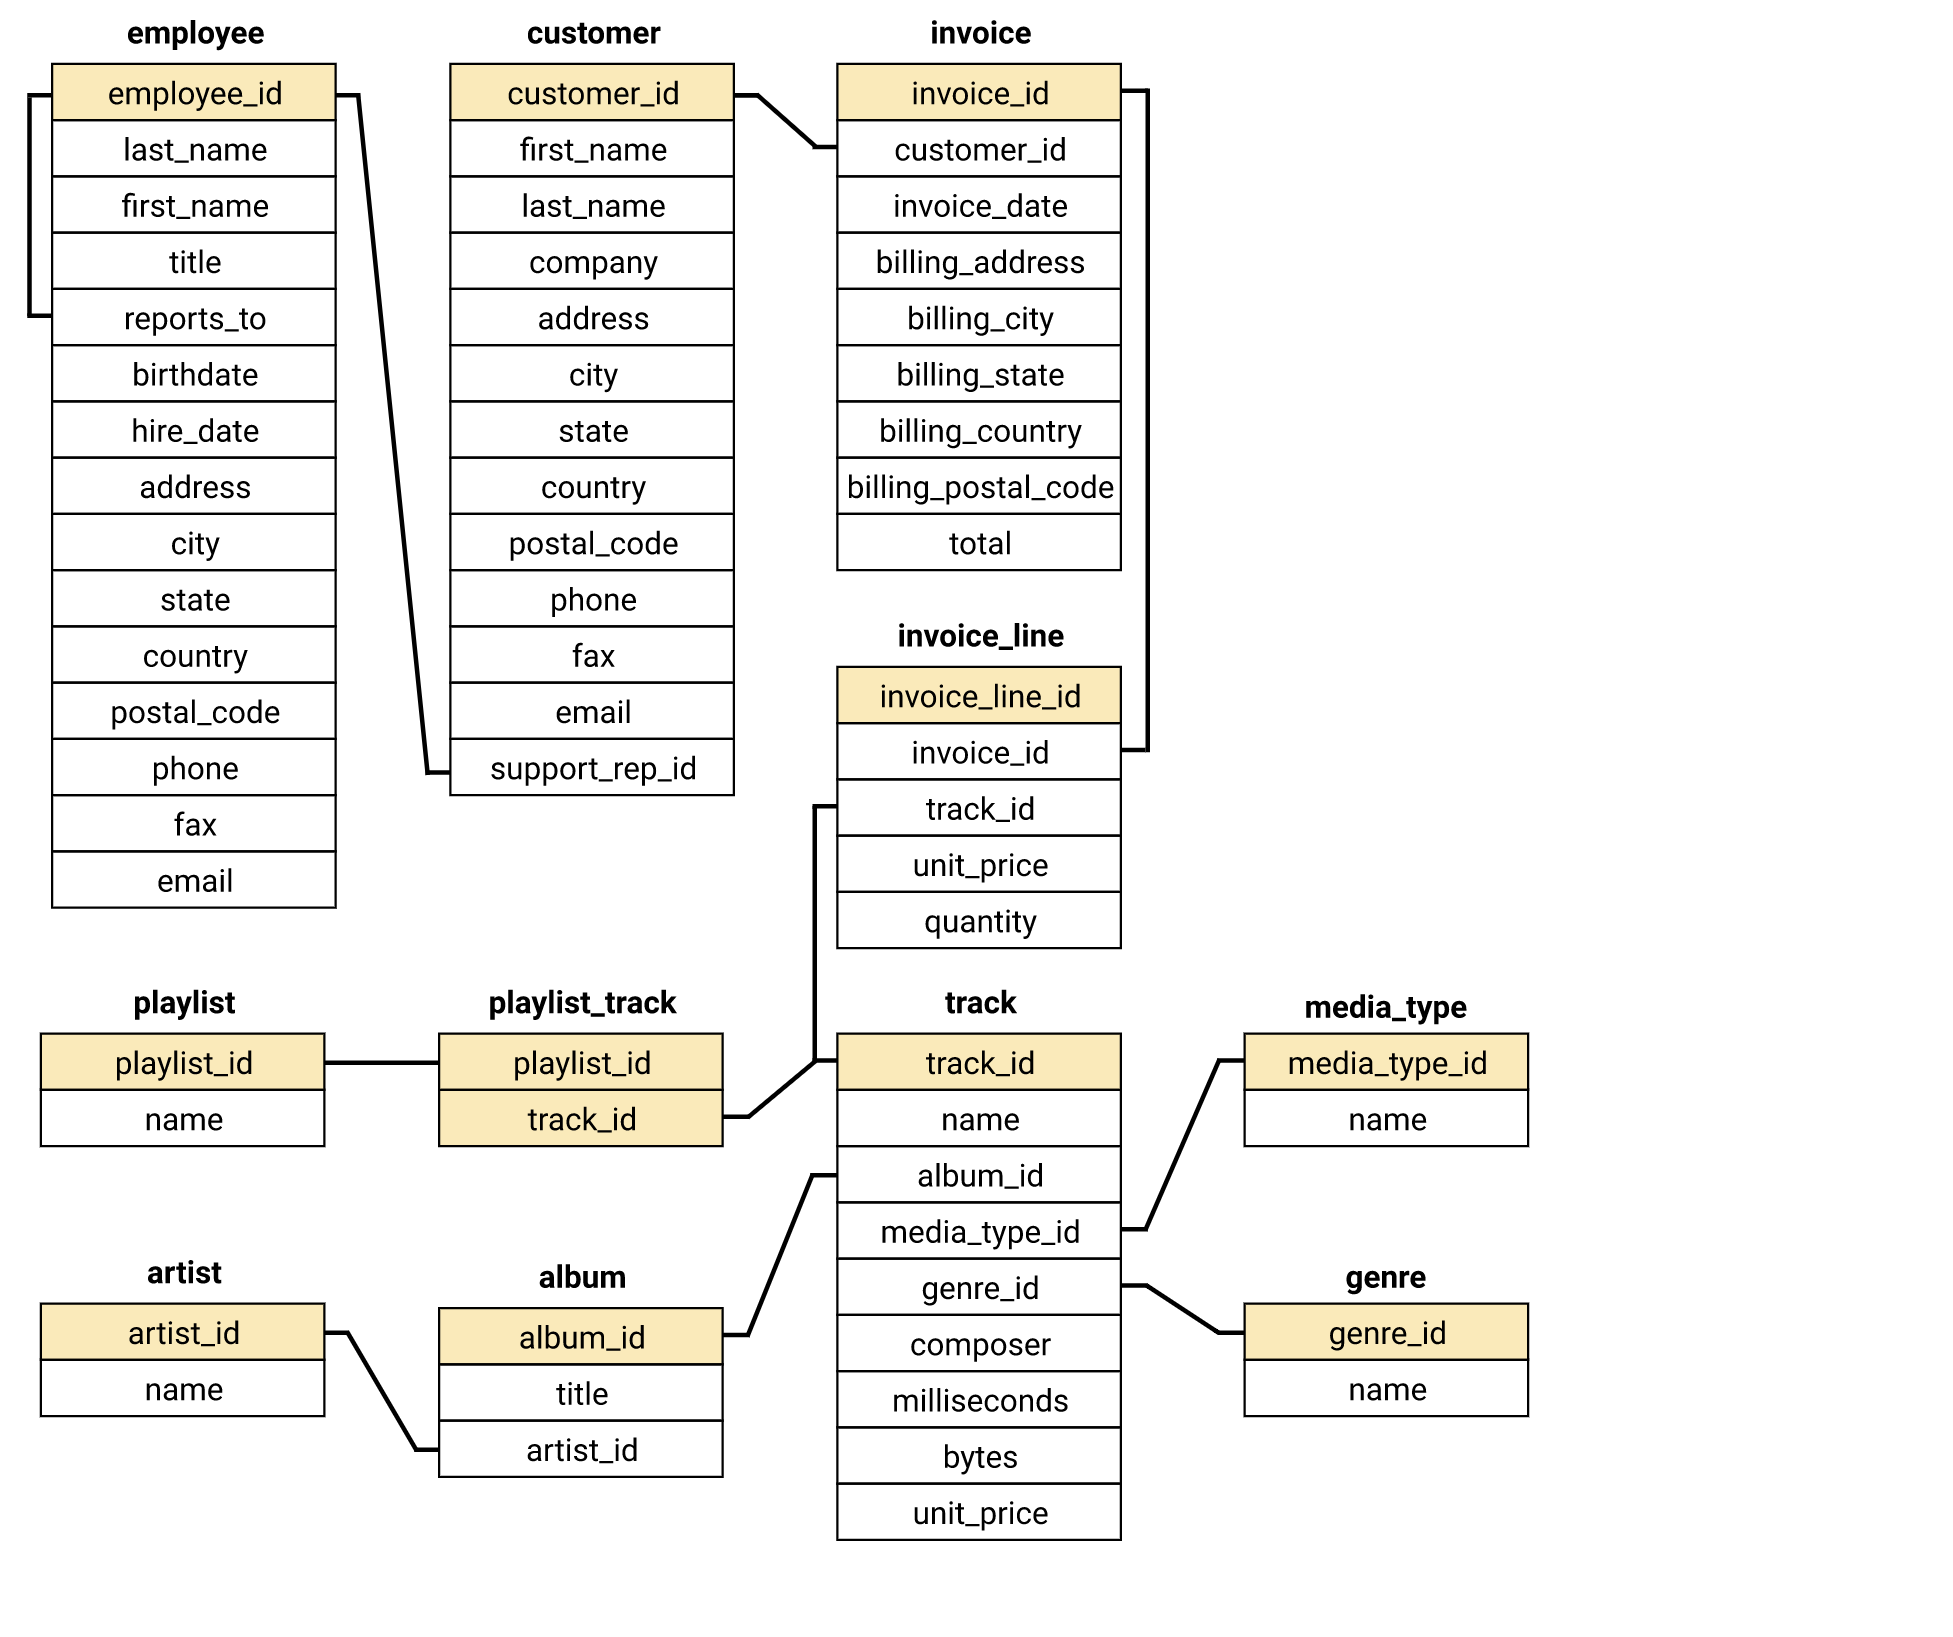 employee
employee_id
last_name
first_name
title
reports_to
birthdate
hire_date
address
city
state
country
postal_code
phone
fax
email
customer
customer_id
first_name
last_name
company
address
city
state
country
postal_code
phone
fax
email
support_rep_id
invoice
invoice_id
customer_id
invoice_date
billing_address
billing_city
billing_state
billing_country
billing_postal_code
total
invoice_line
invoice_line_id
invoice_id
track_id
unit_price
quantity
playlist
playlist_id
name
playlist_track
playlist_id
track_id
track
track_id
name
album_id
media_type_id
genre_id
composer
milliseconds
bytes
unit_price
media_type
media_type_id
name
artist
artist_id
name
album
album_id
title
artist_id
genre
genre_id
name